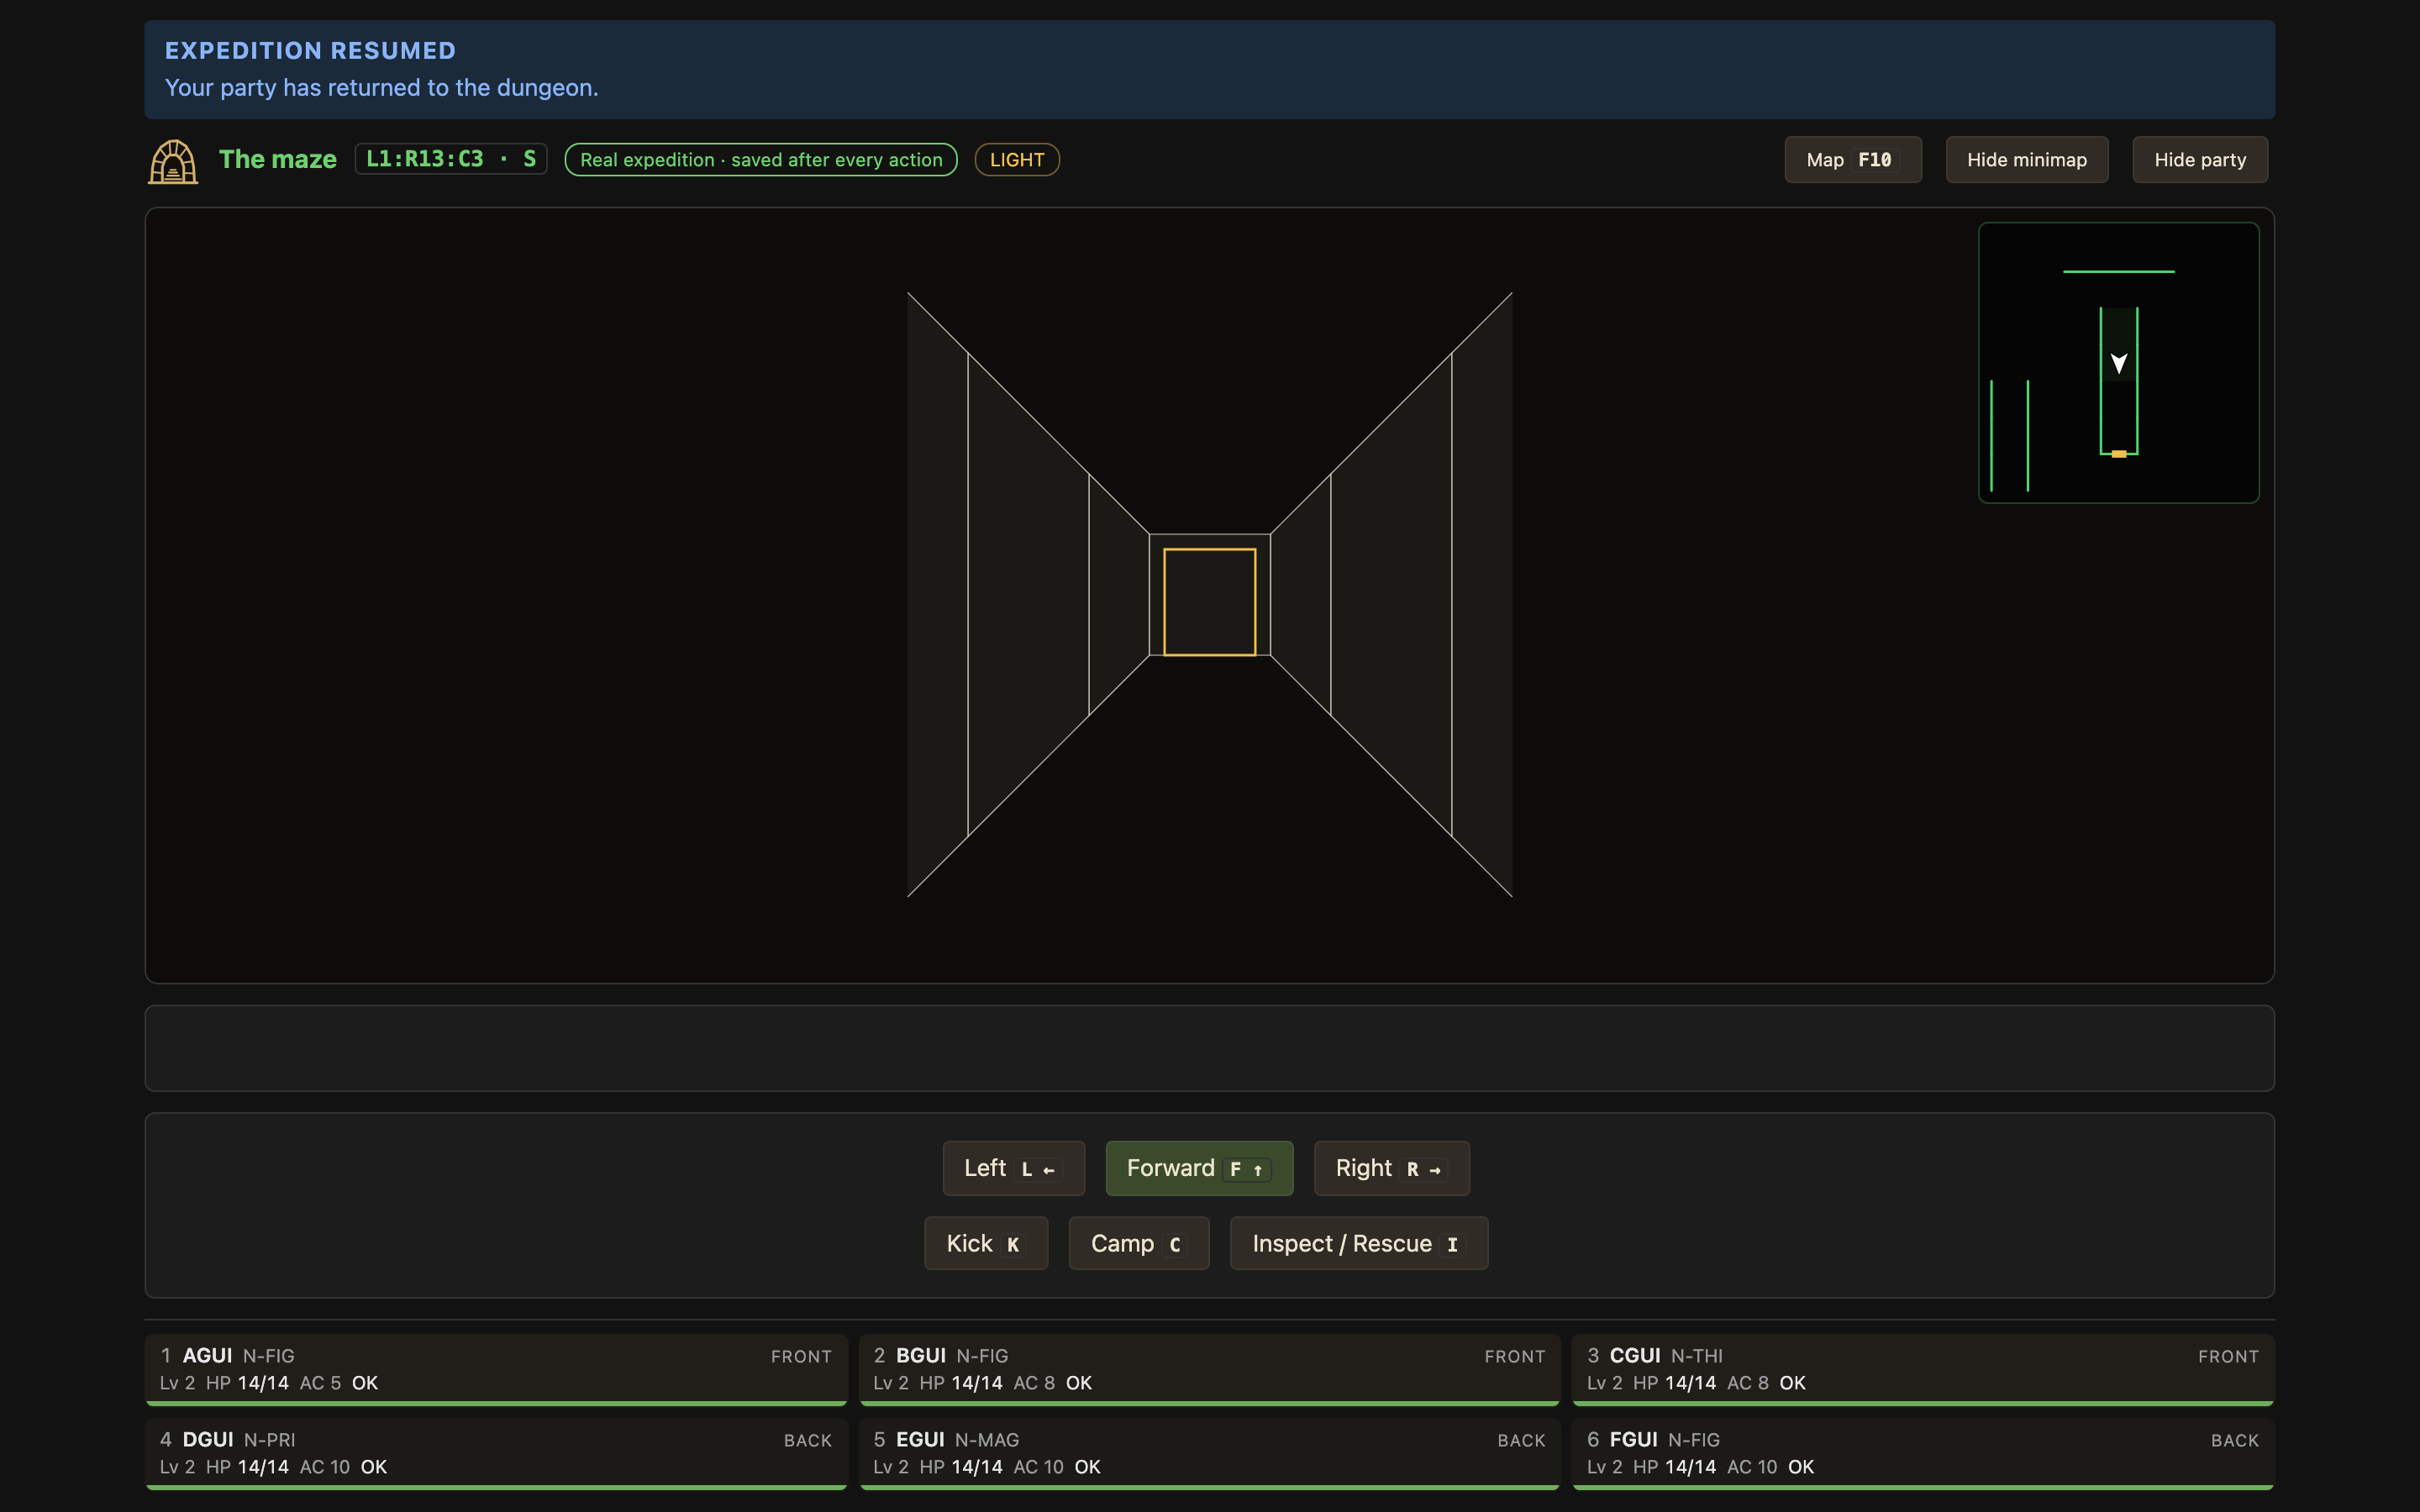 EXPEDITION RESUMED
Your party has returned to the dungeon.
The maze L1:R13:C3 · S Real expedition · saved after every action LIGHT Map F10 Hide minimap Hide party
Left L ← Forward F ↑ Right R →
Kick K Camp C Inspect / Rescue I
1 AGUI N-FIG FRONT
Lv 2 HP 14/14 AC 5 OK
2 BGUI N-FIG FRONT
Lv 2 HP 14/14 AC 8 OK
3 CGUI N-THI FRONT
Lv 2 HP 14/14 AC 8 OK
4 DGUI N-PRI BACK
Lv 2 HP 14/14 AC 10 OK
5 EGUI N-MAG BACK
Lv 2 HP 14/14 AC 10 OK
6 FGUI N-FIG BACK
Lv 2 HP 14/14 AC 10 OK